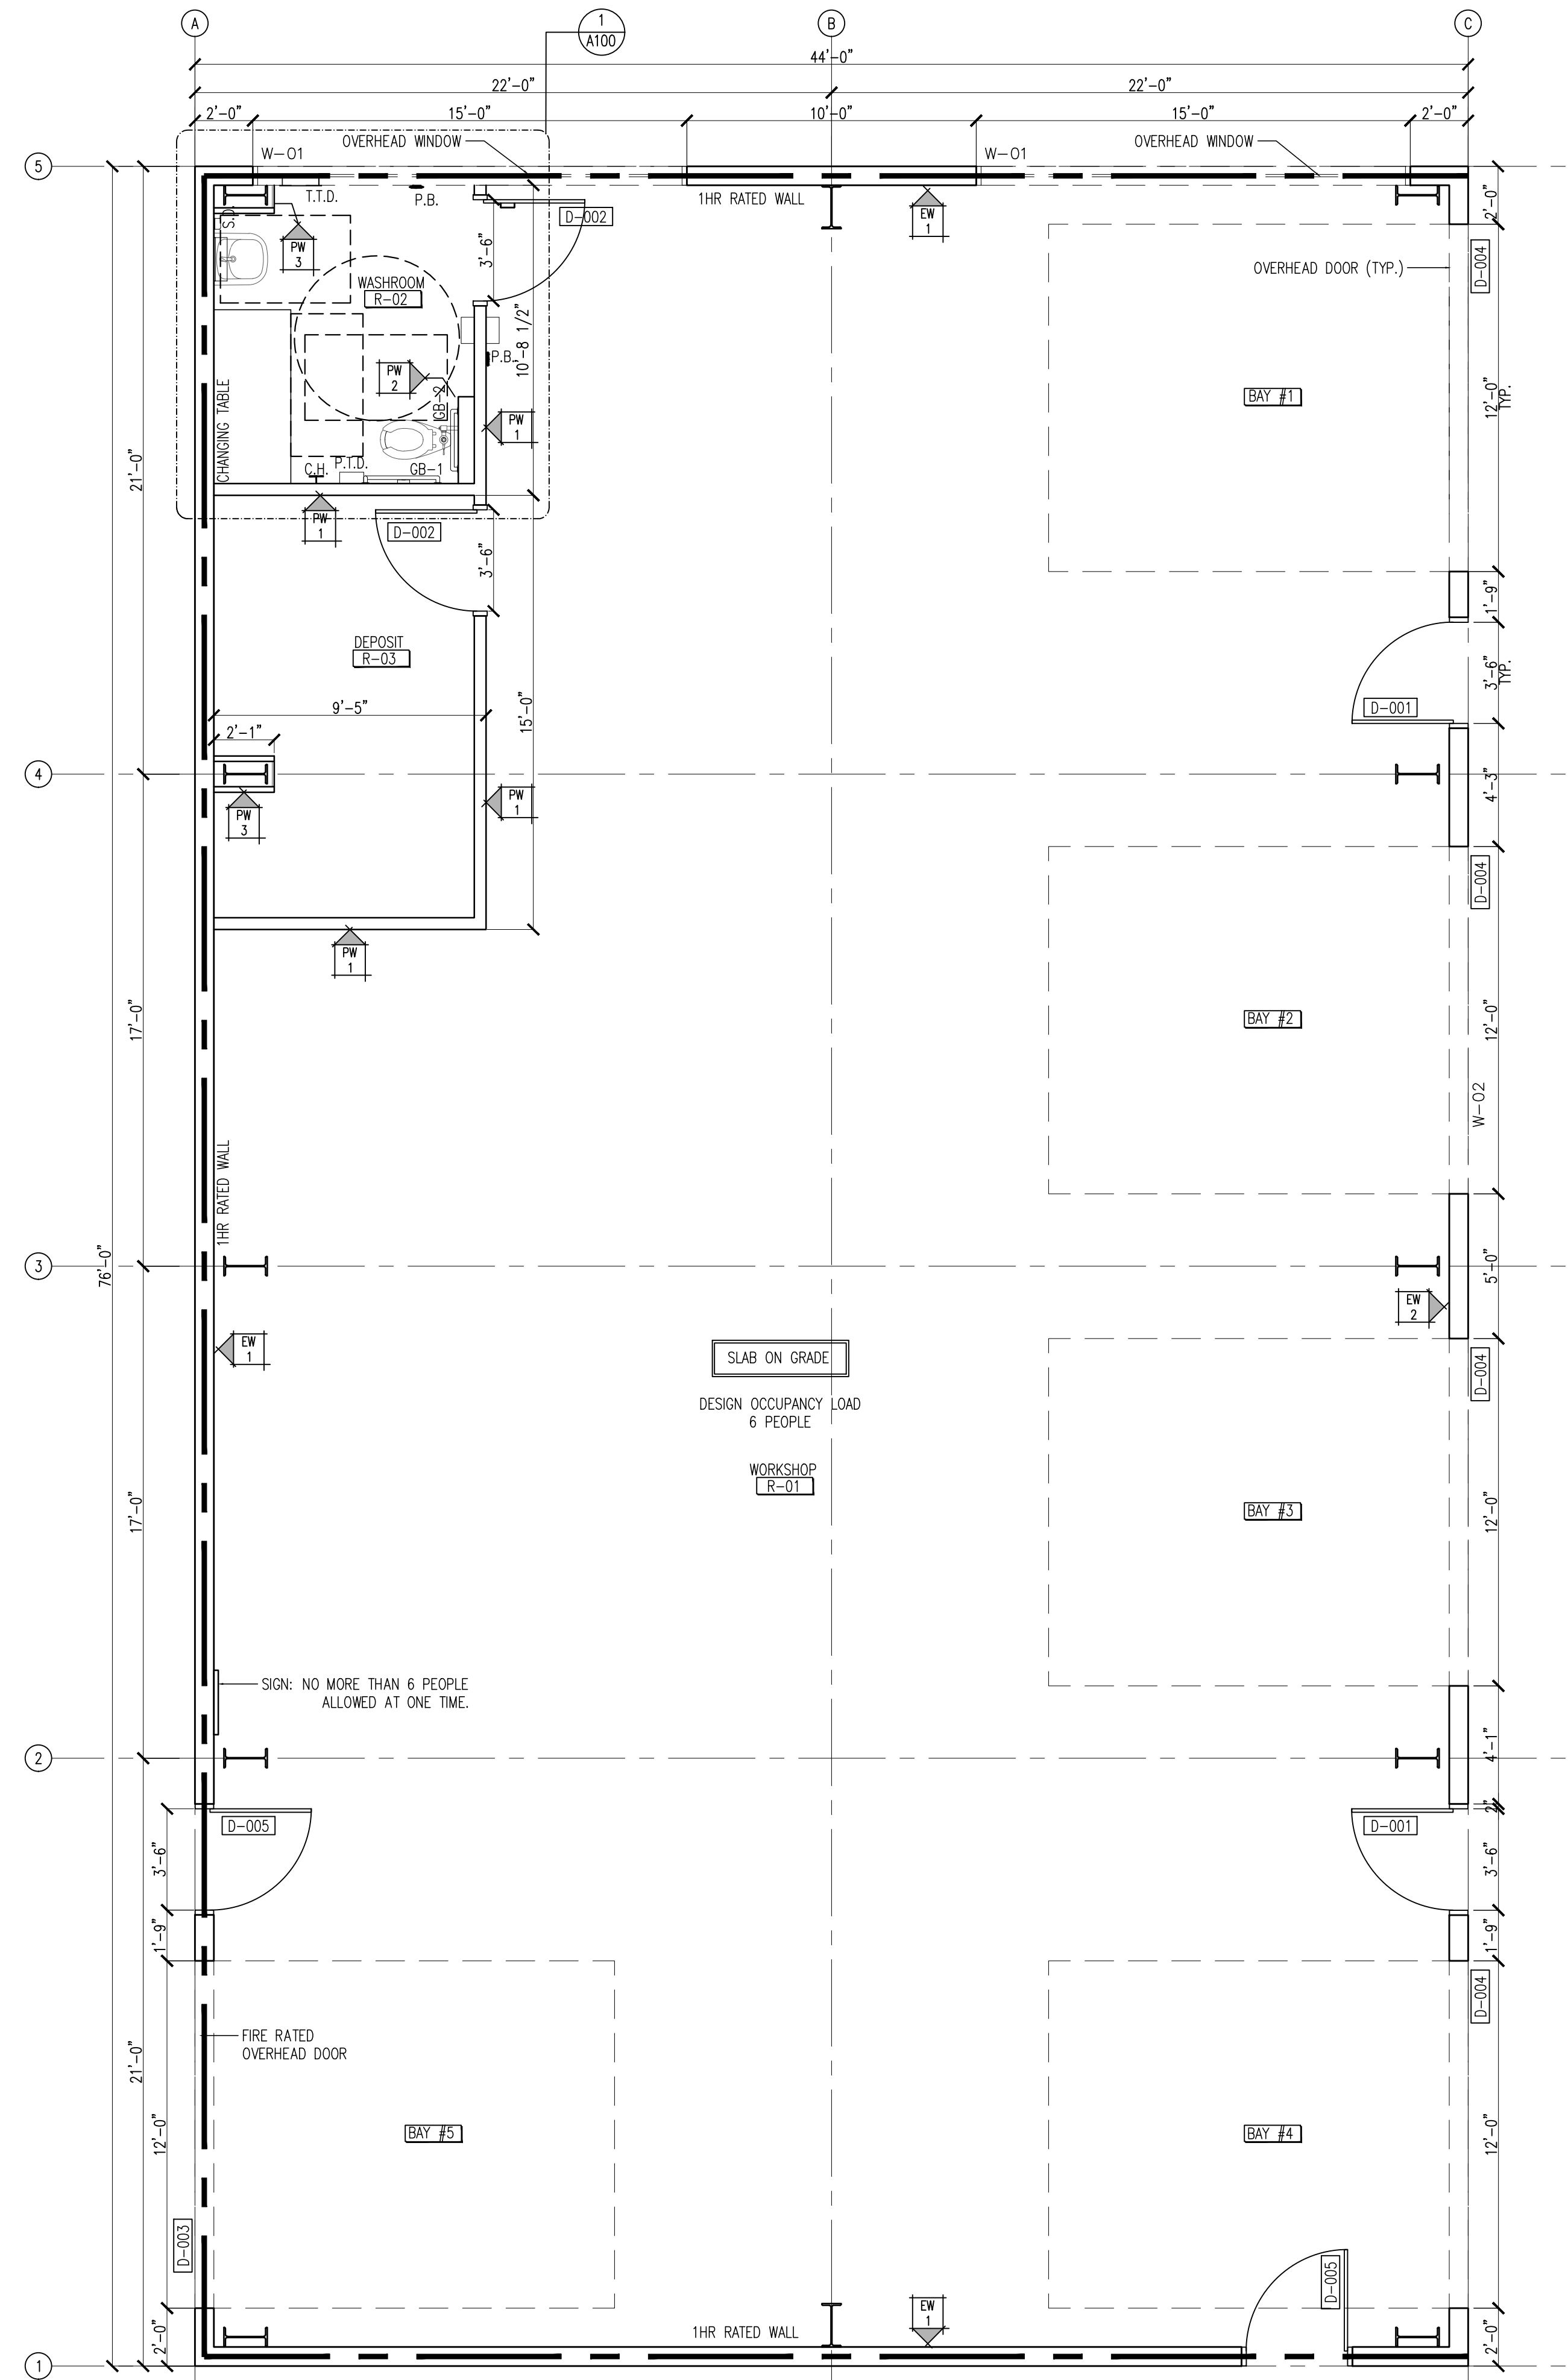 A
B
C
1
A100
44'-0"
22'-0"
22'-0"
2'-0"
15'-0"
10'-0"
15'-0"
2'-0"
OVERHEAD WINDOW
OVERHEAD WINDOW
W-01
W-01
5
T.T.D.
P.B.
1HR RATED WALL
EW
1
2'-0"
S.D.
D-002
PW
3
3'-6"
OVERHEAD DOOR (TYP.)
D-004
WASHROOM
R-02
10'-8 1/2"
P.B.
PW
2
GB-2
CHANGING TABLE
BAY #1
12'-0"
TYP.
PW
1
21'-0"
C.H.
P.T.D.
GB-1
PW
1
D-002
3'-6"
1'-9"
DEPOSIT
R-03
3'-6"
TYP.
9'-5"
15'-0"
D-001
2'-1"
4
4'-3"
PW
3
PW
1
D-004
PW
1
17'-0"
BAY #2
12'-0"
W-02
1HR RATED WALL
76'-0"
3
5'-0"
EW
2
EW
1
SLAB ON GRADE
D-004
DESIGN OCCUPANCY LOAD
6 PEOPLE
WORKSHOP
R-01
17'-0"
BAY #3
12'-0"
SIGN: NO MORE THAN 6 PEOPLE
ALLOWED AT ONE TIME.
2
4'-1"
2"
D-005
D-001
3'-6"
3'-6"
1'-9"
1'-9"
D-004
FIRE RATED
OVERHEAD DOOR
21'-0"
12'-0"
BAY #5
BAY #4
12'-0"
D-003
D-005
EW
1
1HR RATED WALL
2'-0"
2'-0"
1